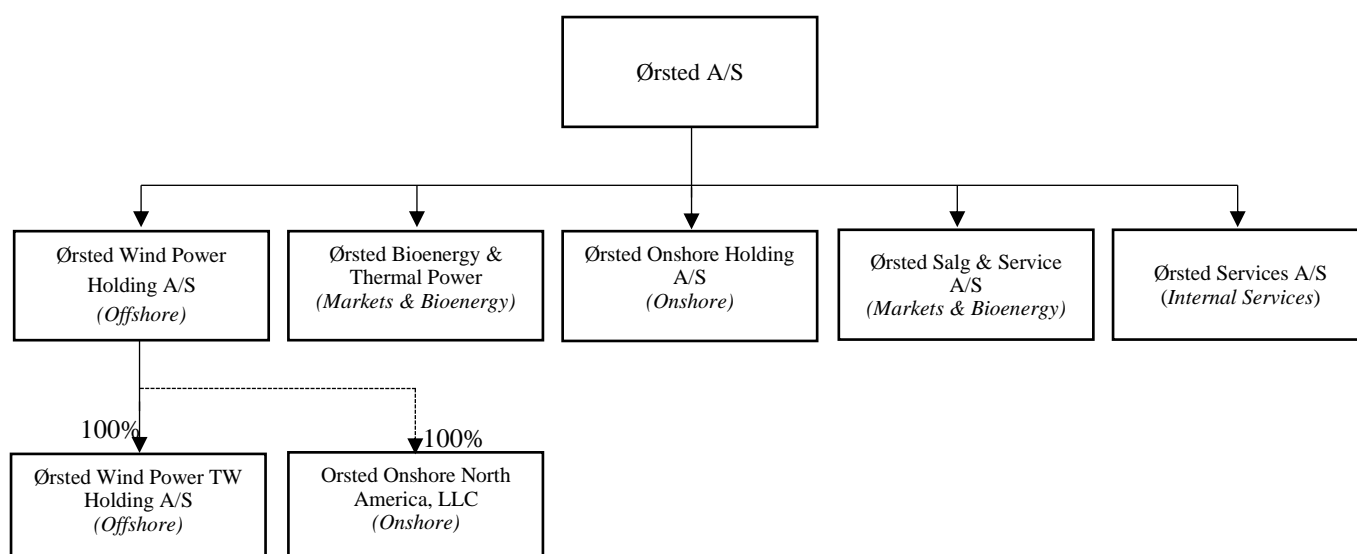 Ørsted A/S
Ørsted Wind Power
Holding A/S
(Offshore)
Ørsted Bioenergy &
Thermal Power
(Markets & Bioenergy)
Ørsted Onshore Holding
A/S
(Onshore)
Ørsted Salg & Service
A/S
(Markets & Bioenergy)
Ørsted Services A/S
(Internal Services)
100%
100%
Ørsted Wind Power TW
Holding A/S
(Offshore)
Orsted Onshore North
America, LLC
(Onshore)